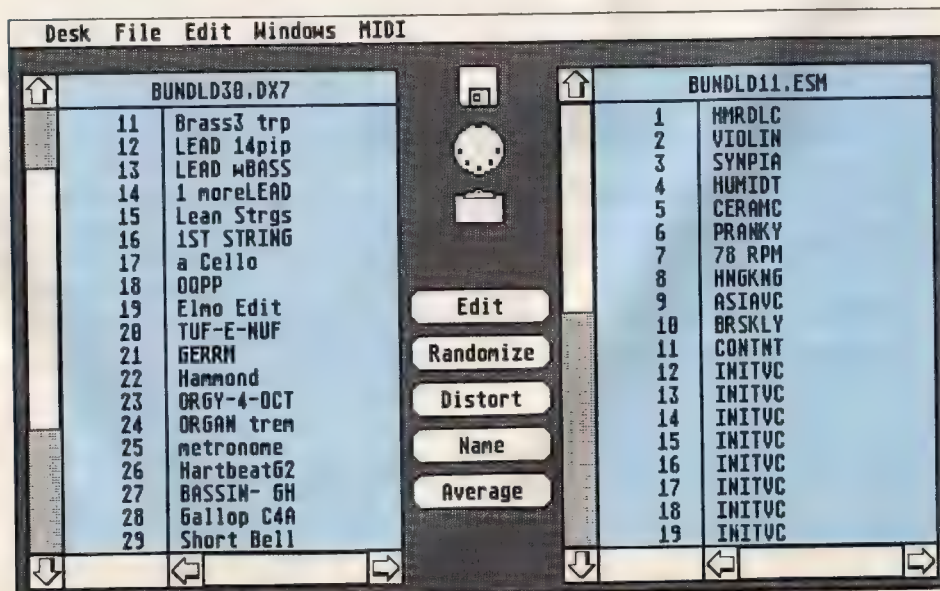 Desk File Edit Windows MIDI
BUNDLD30.DX7
11 Brass3 trp
12 LEAD 14pip
13 LEAD wBASS
14 1 moreLEAD
15 Lean Strgs
16 1ST STRING
17 a Cello
18 OOPP
19 Elmo Edit
20 TUF-E-NUF
21 GERRM
22 Hammond
23 ORGY-4-OCT
24 ORGAN trem
25 metronome
26 HartbeatG2
27 BASSIN- GH
28 Gallop C4A
29 Short Bell
Edit
Randomize
Distort
Name
Average
BUNDLD11.ESM
1 HMRDLC
2 VIOLIN
3 SYNPIA
4 HUMIDT
5 CERAMC
6 PRANKY
7 78 RPM
8 HNGKNG
9 ASIAVC
10 BRSKLY
11 CONTNT
12 INITVC
13 INITVC
14 INITVC
15 INITVC
16 INITVC
17 INITVC
18 INITVC
19 INITVC